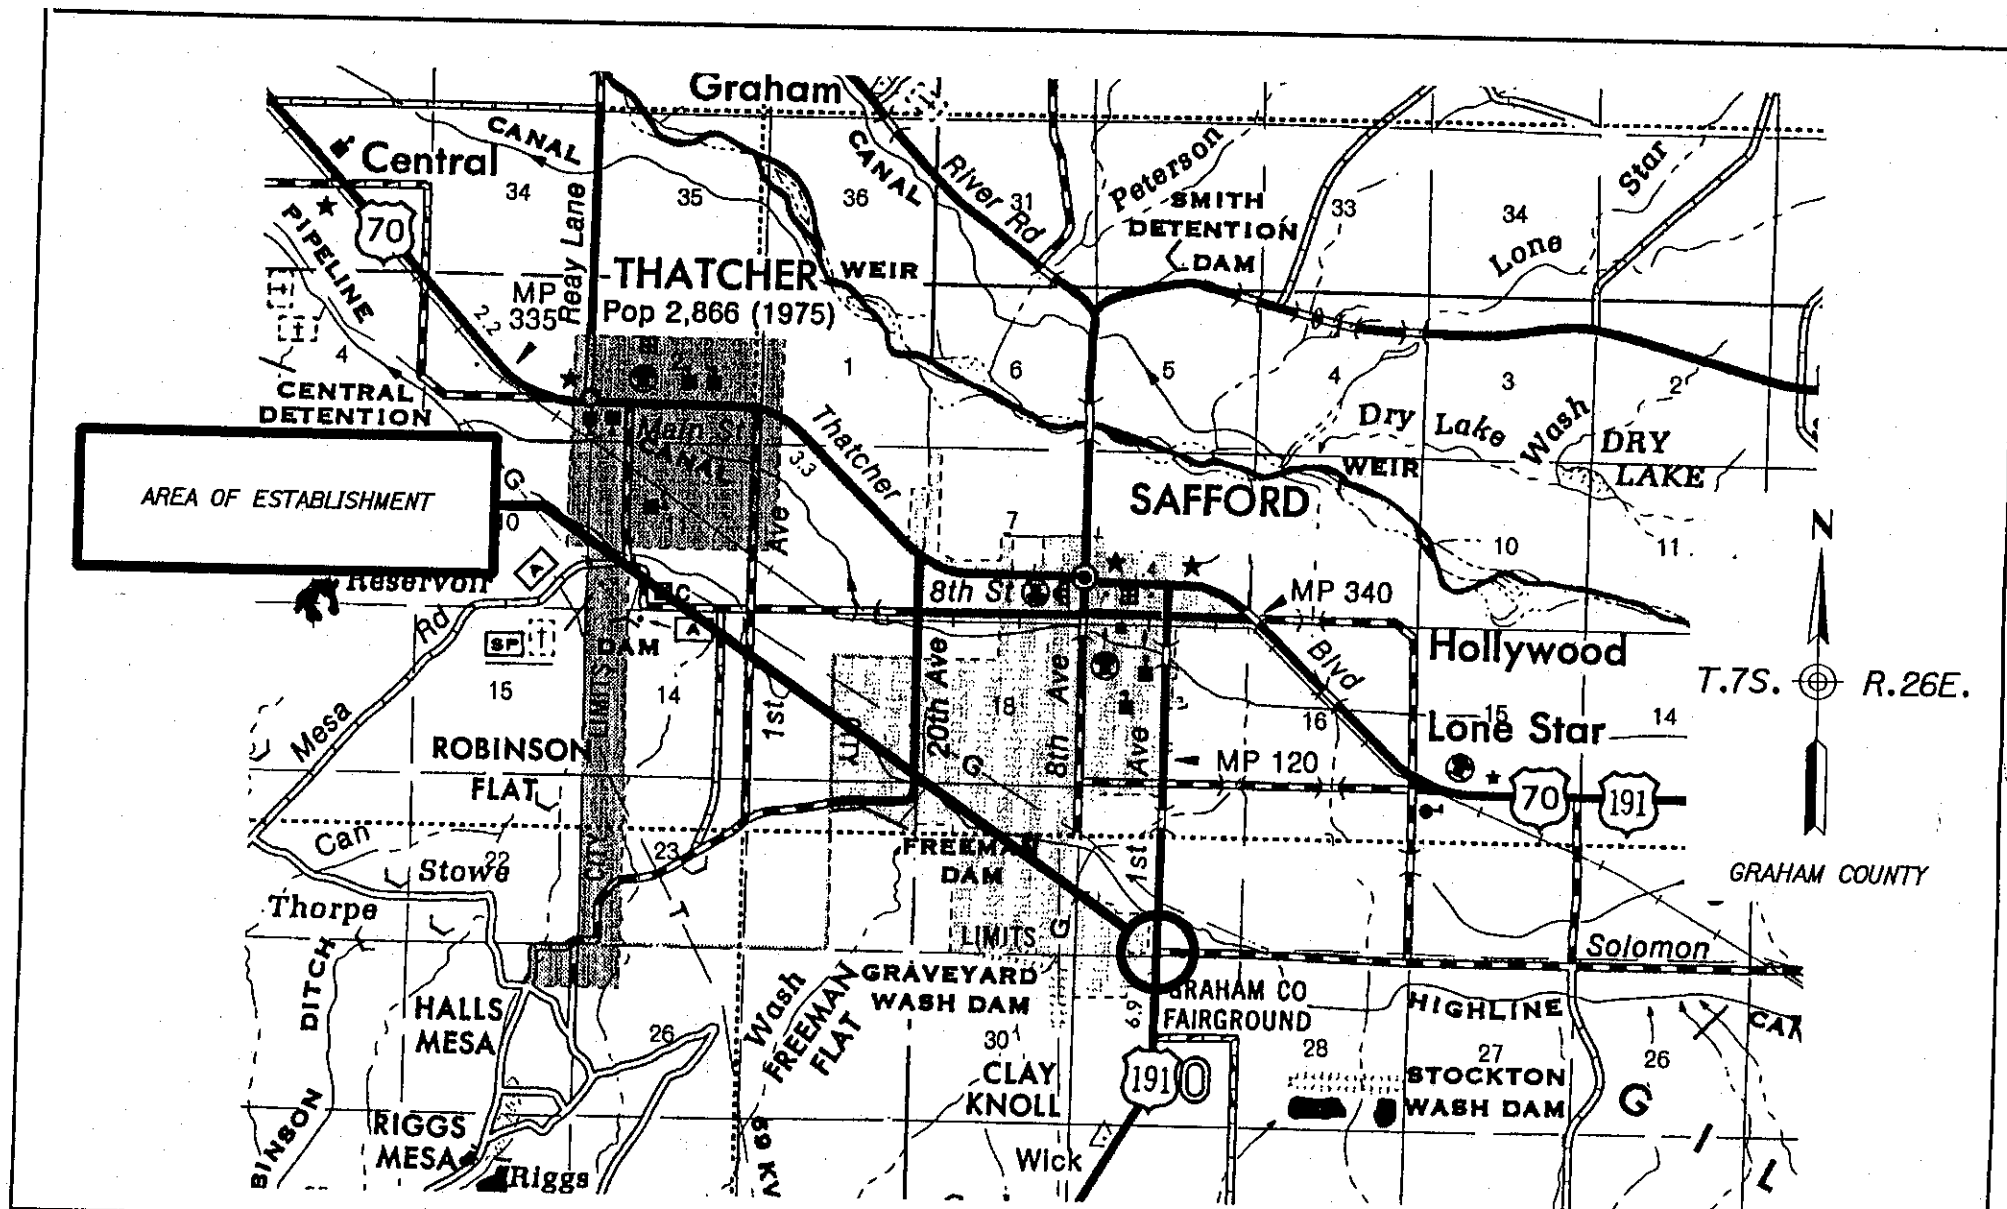 Graham
Central
CANAL
34
Reay Lane
35
36
CANAL
River Rd
31
Peterson
SMITH
DETENTION
DAM
33
34
Lone
Star
70
PIPELINE
THATCHER
Pop 2,866 (1975)
WEIR
MP
335
2.2
4
CENTRAL
DETENTION
2
1
6
5
4
3
2
Main St
CANAL
3.3
Thatcher
Dry
Lake
Wash
DRY
LAKE
WEIR
AREA OF ESTABLISHMENT
G
10
11
Ave
SAFFORD
7
10
11
N
Reservoir
A
C
A
8th St
4
MP 340
Rd
SP
DAM
Hollywood
T.7S.
R.26E.
15
14
Mesa
LIMITS
1st
CITY
20th Ave
18
8th Ave
Ave
Blvd
16
15
14
Lone Star
ROBINSON
FLAT
G
MP 120
70
191
Can
Stowe
22
CITY
23
FREEMAN
DAM
1st
GRAHAM COUNTY
Thorpe
T
LIMITS
G
Solomon
DITCH
HALLS
MESA
Wash
FREEMAN
FLAT
GRAVEYARD
WASH DAM
6.9
GRAHAM CO
FAIRGROUND
HIGHLINE
26
30
CLAY
KNOLL
191
28
27
26
STOCKTON
WASH DAM
G
I
L
BINSON
RIGGS
MESA
Riggs
69 KV
Wick